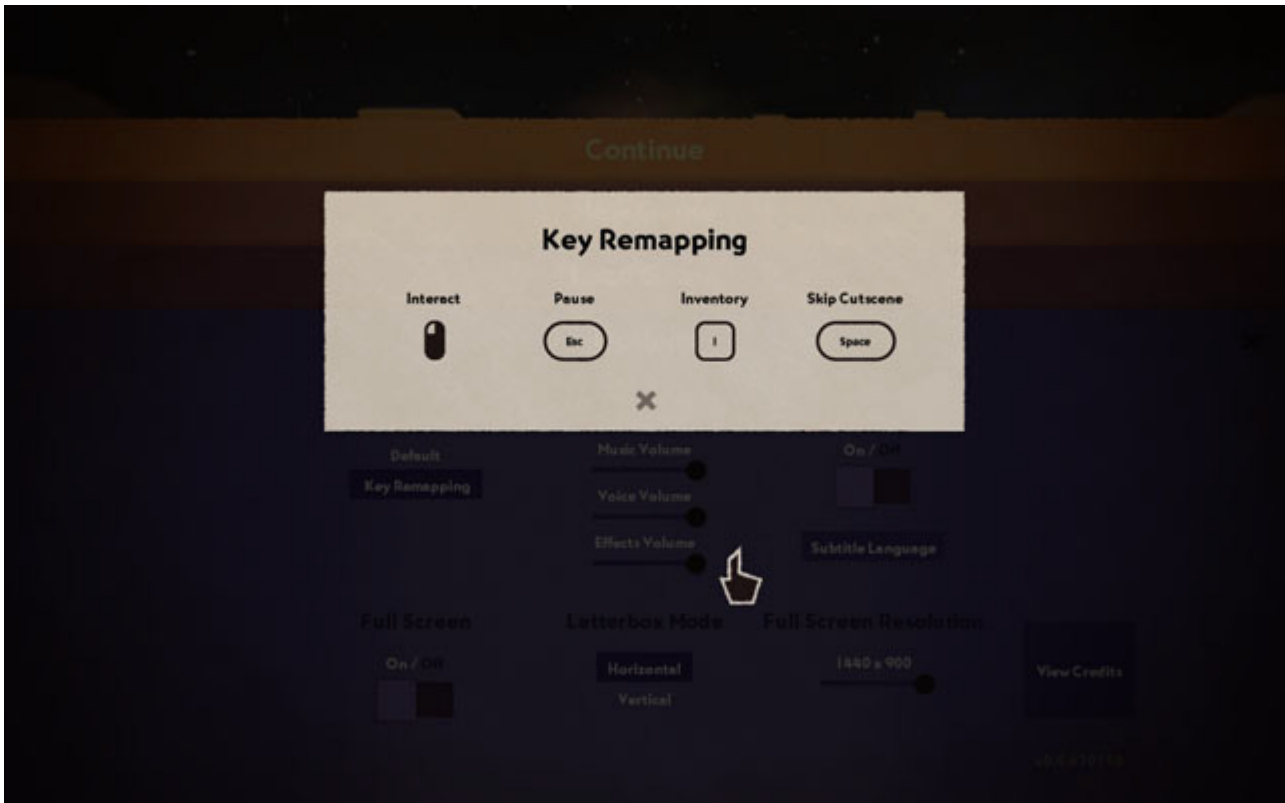 Continue
Key Remapping
Interact Pause Inventory Skip Cutscene
Esc I Space
Default Music Volume On / Off
Key Remapping
Voice Volume
Effects Volume Subtitle Language
Full Screen Letterbox Mode Full Screen Resolution
On / Off Horizontal 1440 x 900 View Credits
Vertical